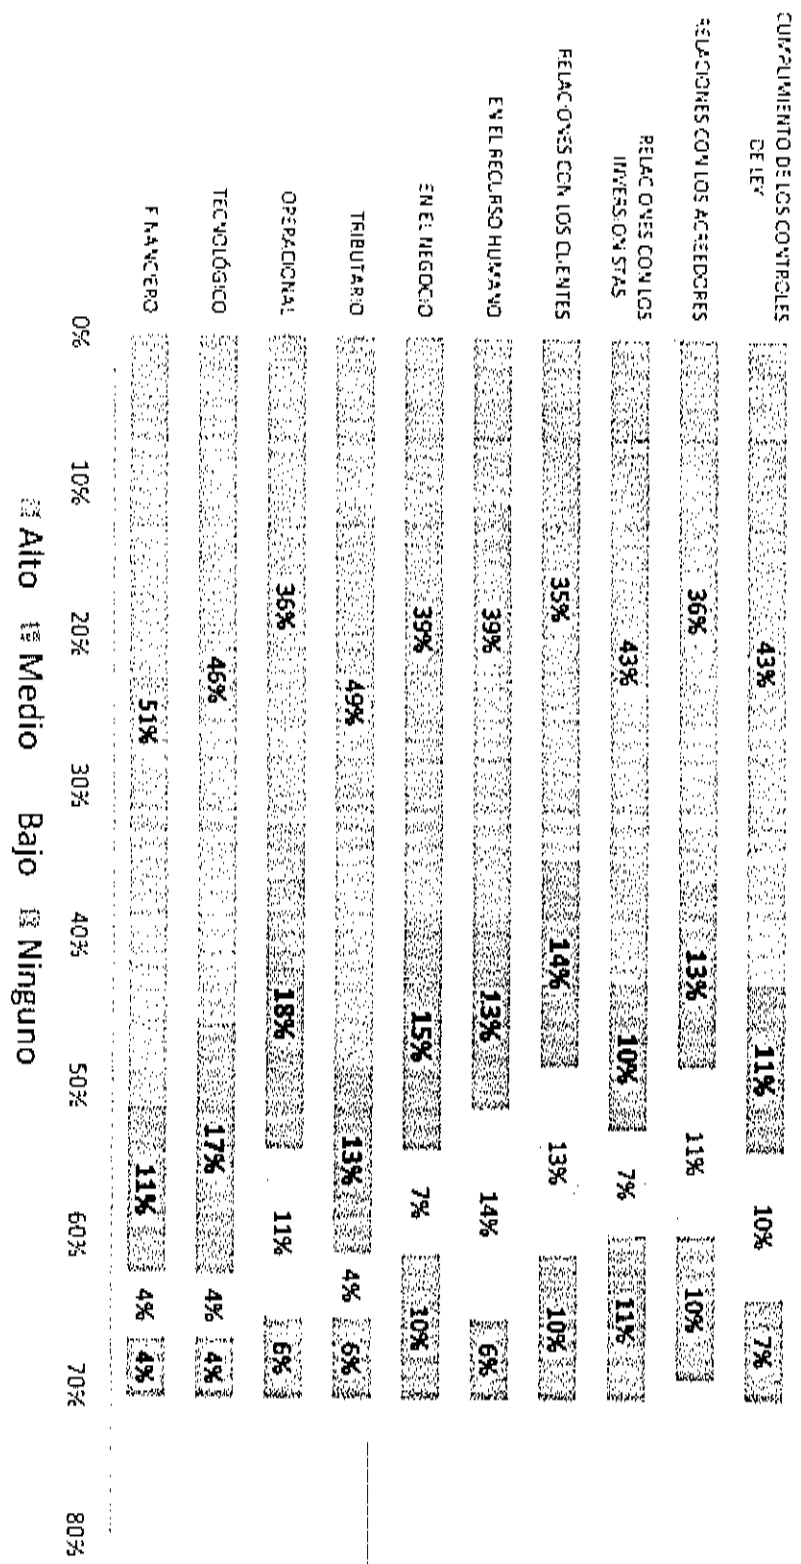 CUMPLIMIENTO DE LOS CONTROLES
DE LEY
43%
11%
10%
7%
RELACIONES CON LOS ACREEDORES
36%
13%
11%
10%
RELACIONES CON LOS
INVERSIONISTAS
43%
10%
7%
11%
RELACIONES CON LOS CLIENTES
35%
14%
13%
10%
EN EL RECURSO HUMANO
39%
13%
14%
6%
EN EL NEGOCIO
39%
15%
7%
10%
TRIBUTARIO
49%
13%
4%
6%
OPERACIONAL
36%
18%
11%
6%
TECNOLÓGICO
46%
17%
4%
4%
FINANCIERO
51%
11%
4%
4%
0% 10% 20% 30% 40% 50% 60% 70% 80%
Alto Medio Bajo Ninguno